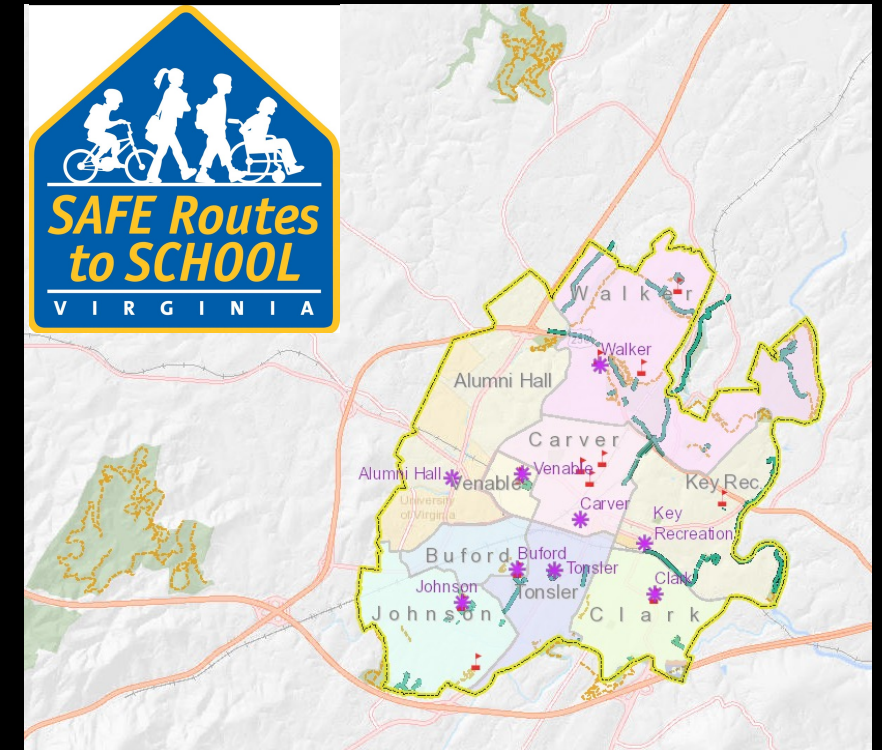 SAFE Routes
to SCHOOL
VIRGINIA
Walker
250
Walker
Alumni Hall
Carver
Alumni Hall
Venable
Venable
Key Rec.
University
of Virginia
Carver
Key
Recreation
Buford
Buford
Tonsler
Johnson
Clark
Tonsler
Johnson
Clark